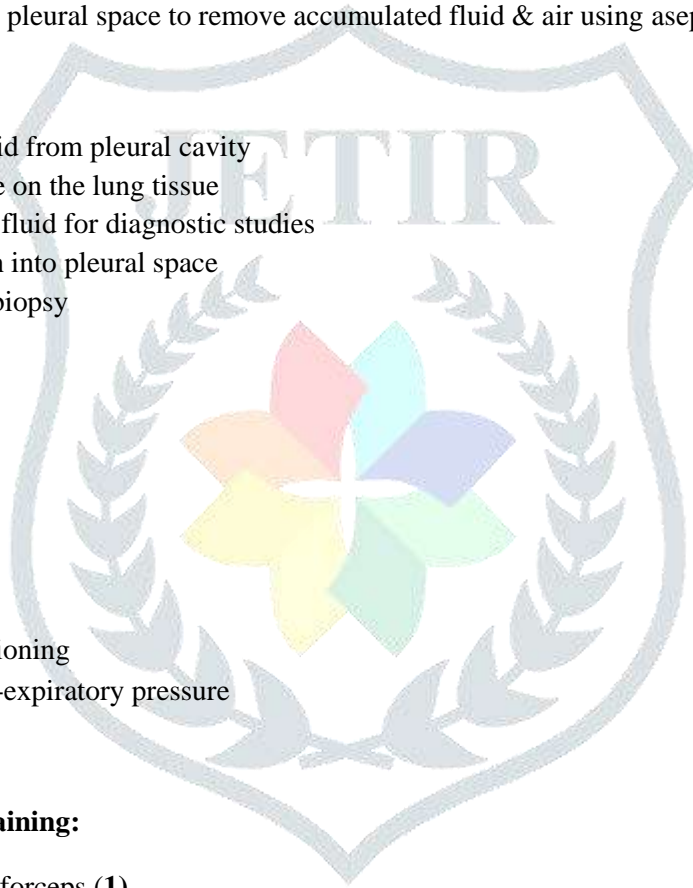 pleural space to remove accumulated fluid & air using asep
JETIR
id from pleural cavity
e on the lung tissue
fluid for diagnostic studies
n into pleural space
biopsy
ioning
-expiratory pressure
aining:
forceps (1)